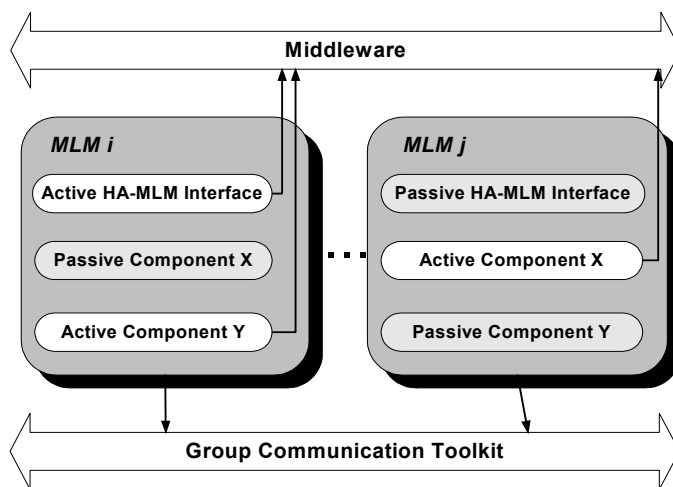 Middleware
MLM i
Active HA-MLM Interface
Passive Component X
Active Component Y
MLM j
Passive HA-MLM Interface
Active Component X
Passive Component Y
Group Communication Toolkit